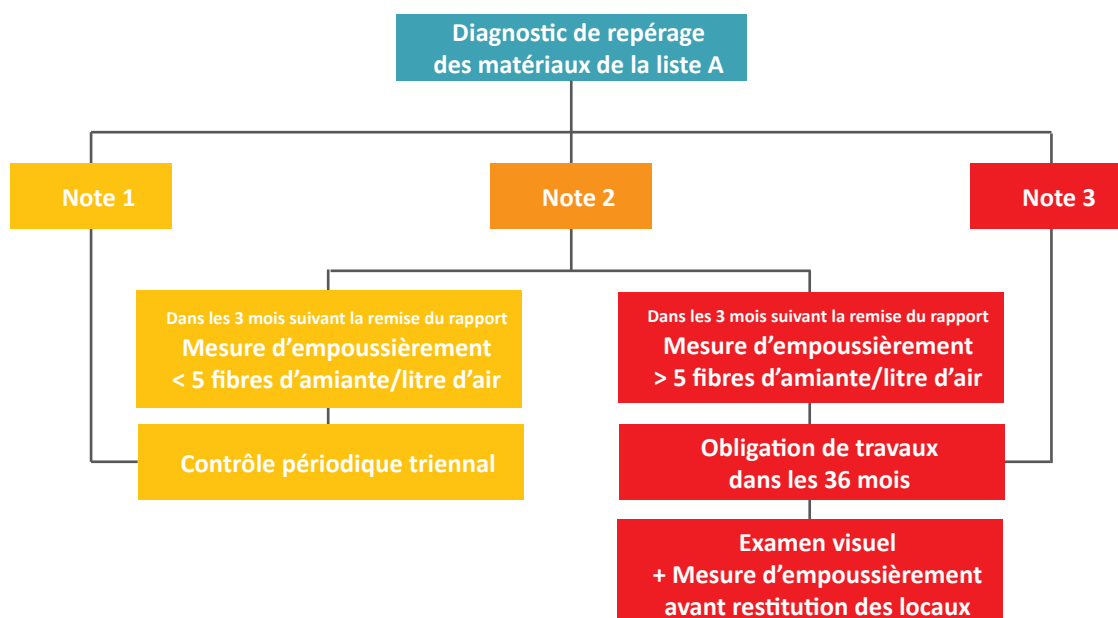 Diagnostic de repérage
des matériaux de la liste A
Note 1
Note 2
Note 3
Dans les 3 mois suivant la remise du rapport
Mesure d’empoussièrement
< 5 fibres d’amiante/litre d’air
Dans les 3 mois suivant la remise du rapport
Mesure d’empoussièrement
> 5 fibres d’amiante/litre d’air
Contrôle périodique triennal
Obligation de travaux
dans les 36 mois
Examen visuel
+ Mesure d’empoussièrement
avant restitution des locaux